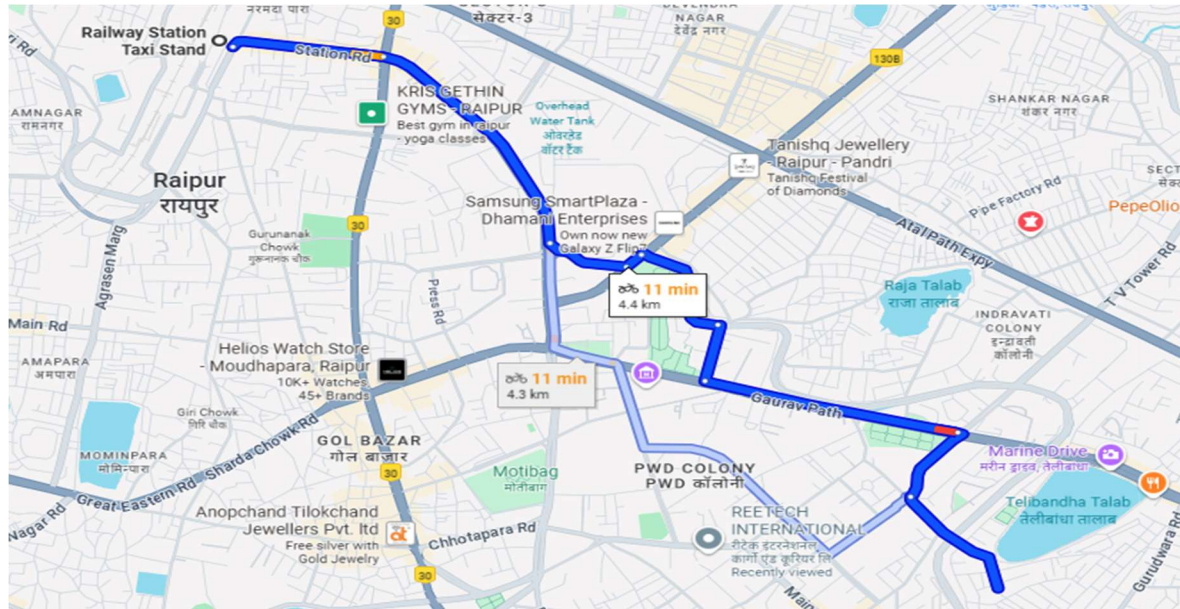 नरमदा पारा
सेक्टर-3
DEVENDRA
NAGAR
देवेंद्र नगर
30
Railway Station
Taxi Stand
Station Rd
130B
KRIS GETHIN
GYMS - RAIPUR
Best gym in raipur
- yoga classes
Overhead
Water Tank
ओवरहेड
वॉटर टैंक
SHANKAR NAGAR
शंकर नगर
AMNAGAR
रामनगर
Tanishq Jewellery
- Raipur - Pandri
Tanishq Festival
of Diamonds
Raipur
रायपुर
Samsung SmartPlaza -
Dhamani Enterprises
Own now new
Galaxy Z Flip7
Pipe Factory Rd
PepeOlio
30
Gurunanak
Chowk
गुरूनानक चौक
Agrasen Marg
Atal Path Expy
T V Tower Rd
Press Rd
11 min
4.4 km
Raja Talab
राजा तालाब
INDRAVATI
COLONY
इन्द्रावती
कॉलोनी
Main Rd
AMAPARA
अमपारा
Helios Watch Store
- Moudhapara, Raipur
10K+ Watches
45+ Brands
11 min
4.3 km
Gaurav Path
Giri Chowk
गिरि चौक
GOL BAZAR
गोल बाज़ार
MOMINPARA
मोमिनपारा
Great Eastern Rd
Sharda Chowk Rd
30
Motibag
मोतीबाग
PWD COLONY
PWD कॉलोनी
Marine Drive
मरीन ड्राइव, तेलीबांधा
Telibandha Talab
तेलीबांधा तालाब
Nagar Rd
Anopchand Tilokchand
Jewellers Pvt. ltd
Free silver with
Gold Jewelry
Chhotapara Rd
REETECH
INTERNATIONAL
रीटेक इंटरनेशनल
कार्गो एंड कूरियर लि
Recently viewed
Gurudwara Rd
30
Main